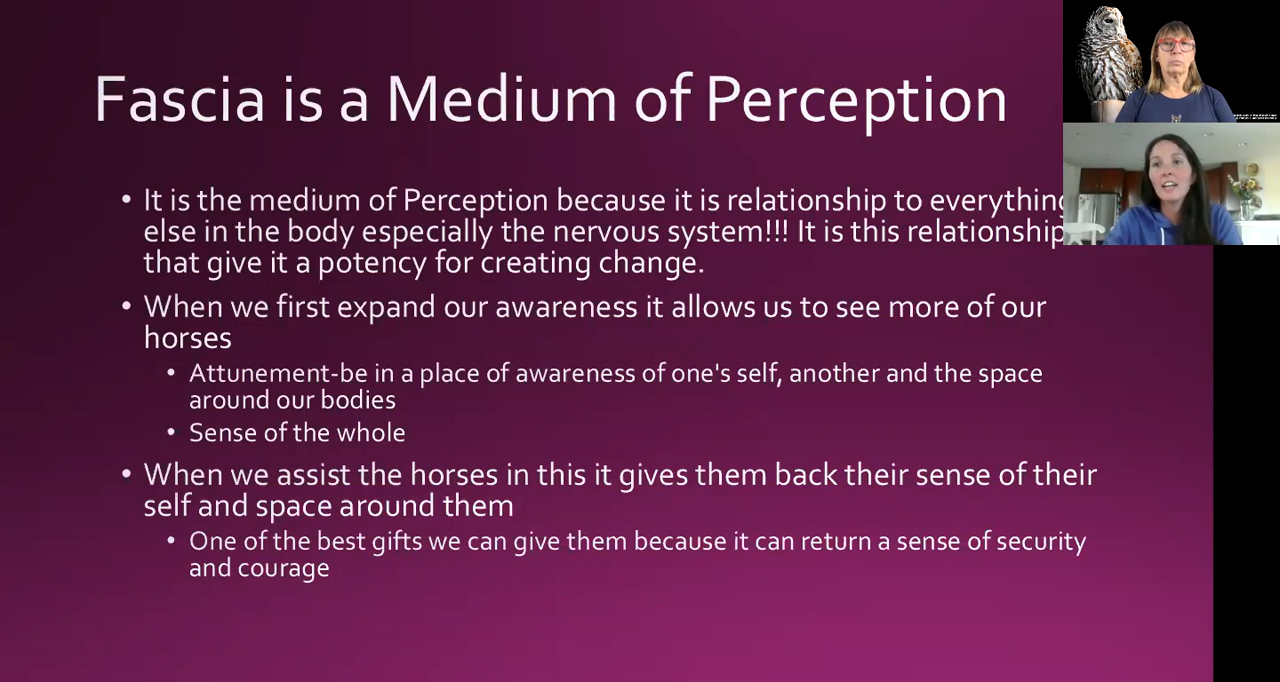 Fascia is a Medium of Perception
• It is the medium of Perception because it is relationship to everything
else in the body especially the nervous system!!! It is this relationship
that give it a potency for creating change.
• When we first expand our awareness it allows us to see more of our
horses
• Attunement-be in a place of awareness of one's self, another and the space
around our bodies
• Sense of the whole
• When we assist the horses in this it gives them back their sense of their
self and space around them
• One of the best gifts we can give them because it can return a sense of security
and courage